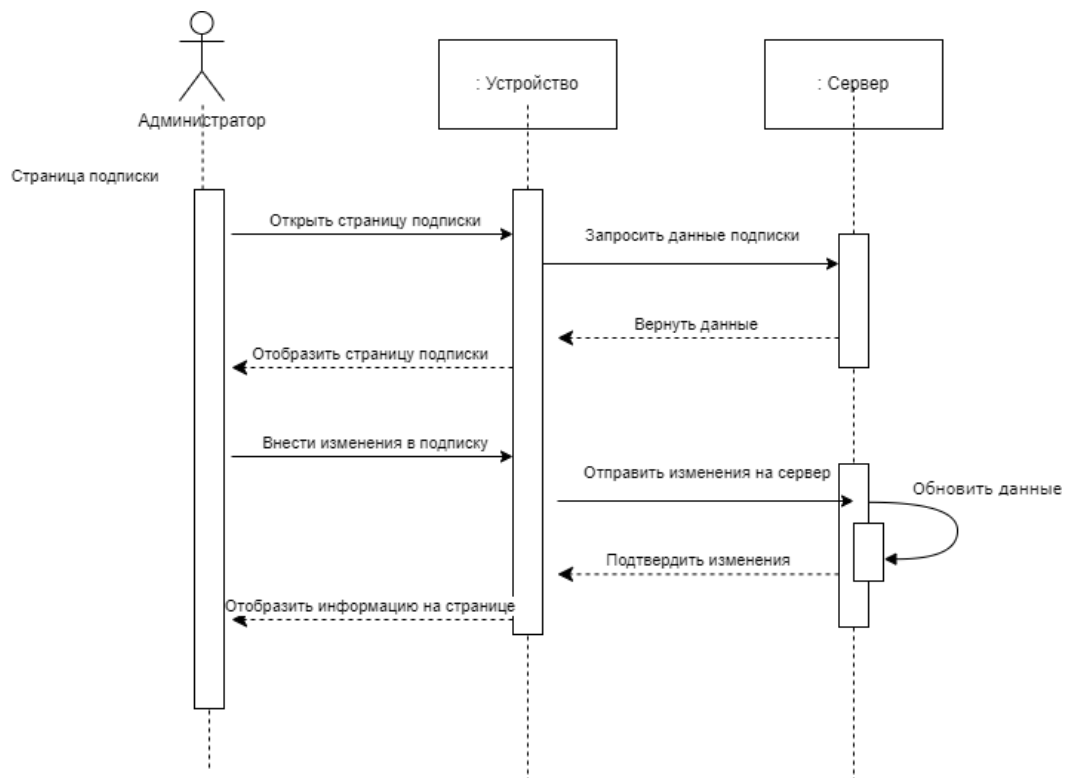 : Устройство
: Сервер
Администратор
Страница подписки
Открыть страницу подписки
Запросить данные подписки
Вернуть данные
Отобразить страницу подписки
Внести изменения в подписку
Отправить изменения на сервер
Обновить данные
Подтвердить изменения
Отобразить информацию на странице